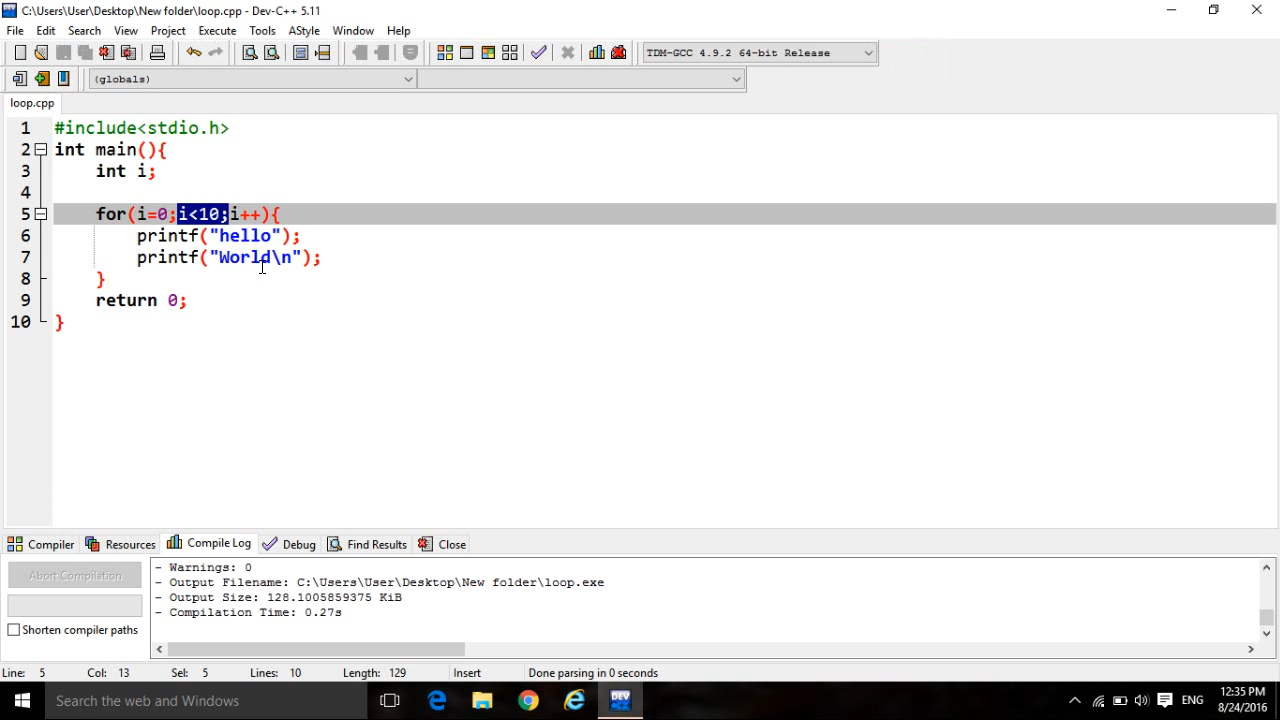 C:\Users\User\Desktop\New folder\loop.cpp - Dev-C++ 5.11
File Edit Search View Project Execute Tools AStyle Window Help
TDM-GCC 4.9.2 64-bit Release
(globals)
loop.cpp
1 #include<stdio.h>
2 int main(){
3 int i;
4
5 for(i=0;i<10;i++){
6 printf("hello");
7 printf("World\n");
8 }
9 return 0;
10 }
Compiler Resources Compile Log Debug Find Results Close
Abort Compilation
Shorten compiler paths
- Warnings: 0
- Output Filename: C:\Users\User\Desktop\New folder\loop.exe
- Output Size: 128.1005859375 KiB
- Compilation Time: 0.27s
Line: 5 Col: 13 Sel: 5 Lines: 10 Length: 129 Insert Done parsing in 0 seconds
Search the web and Windows
DEV
ENG
12:35 PM
8/24/2016